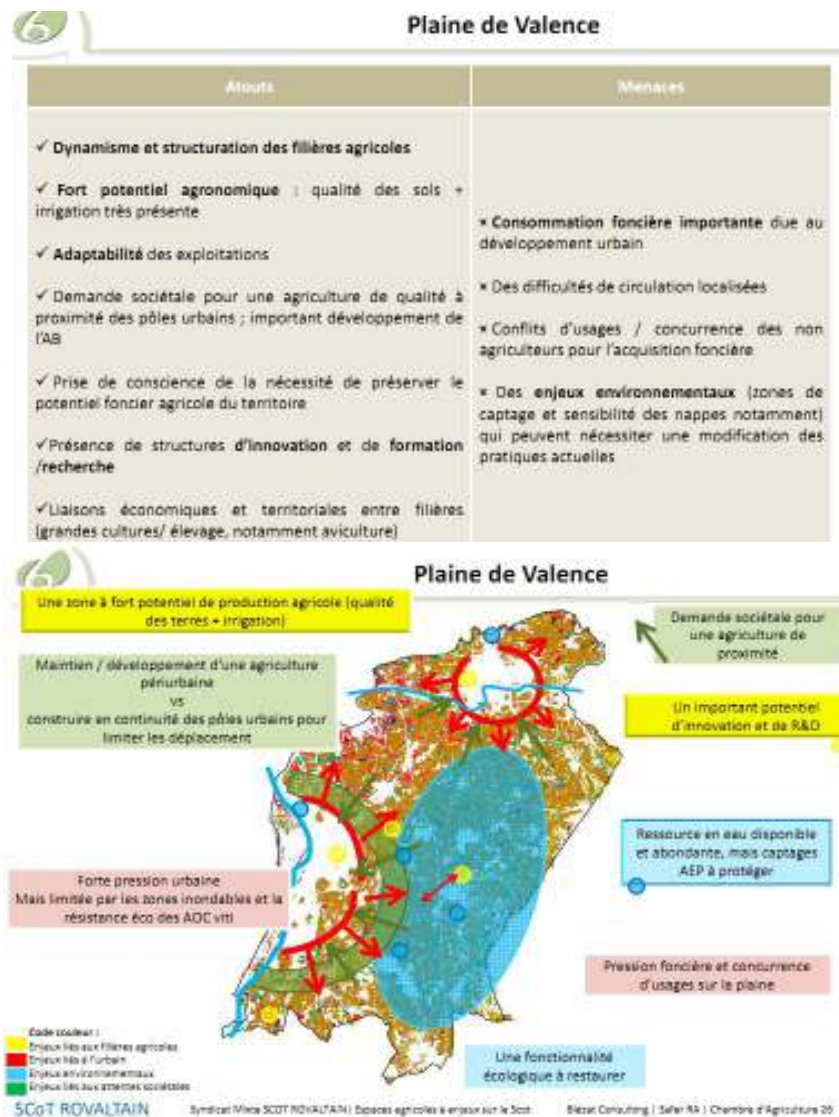 Plaine de Valence
Atouts
Menaces
✓ Dynamisme et structuration des filières agricoles
✓ Fort potentiel agronomique : qualité des sols +
irrigation très présente
✓ Adaptabilité des exploitations
✓ Demande sociétale pour une agriculture de qualité à
proximité des pôles urbains ; important développement de
l'AB
✓ Prise de conscience de la nécessité de préserver le
potentiel foncier agricole du territoire
✓Présence de structures d'innovation et de formation
/recherche
✓Liaisons économiques et territoriales entre filières
(grandes cultures/ élevage, notamment aviculture)
× Consommation foncière importante due au
développement urbain
× Des difficultés de circulation localisées
× Conflits d'usages / concurrence des non
agriculteurs pour l'acquisition foncière
× Des enjeux environnementaux (zones de
captage et sensibilité des nappes notamment)
qui peuvent nécessiter une modification des
pratiques actuelles
Plaine de Valence
Une zone à fort potentiel de production agricole (qualité
des terres + irrigation)
Maintien / développement d'une agriculture
périurbaine
vs
construire en continuité des pôles urbains pour
limiter les déplacement
Demande sociétale pour
une agriculture de
proximité
Un important potentiel
d'innovation et de R&D
Ressource en eau disponible
et abondante, mais captages
AEP à protéger
Forte pression urbaine
Mais limitée par les zones inondables et la
résistance éco des AOC viti
Pression foncière et concurrence
d'usages sur la plaine
Une fonctionnalité
écologique à restaurer
Code couleur :
Enjeux liés aux filières agricoles
Enjeux liés à l'urbain
Enjeux environnementaux
Enjeux liés aux attentes sociétales
SCoT ROVALTAIN
Syndicat Mixte SCOT ROVALTAIN | Espaces agricoles à enjeux sur le Scot
Blezat Consulting | Safer RA | Chambre d'Agriculture 26